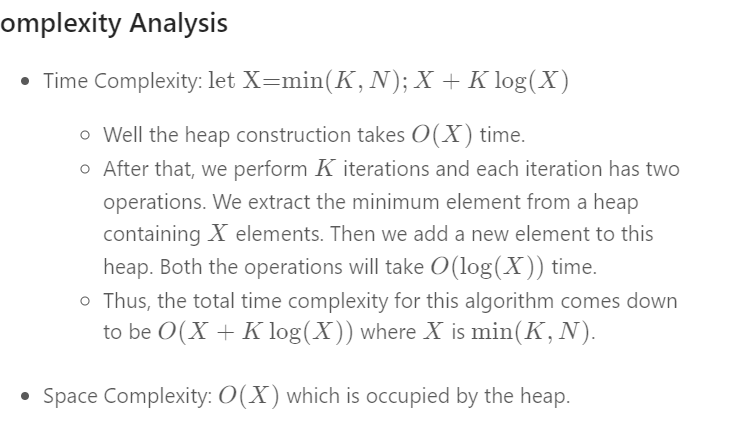 omplexity Analysis
• Time Complexity: let X=min(K, N); X + K log(X)
○ Well the heap construction takes O(X) time.
○ After that, we perform K iterations and each iteration has two
operations. We extract the minimum element from a heap
containing X elements. Then we add a new element to this
heap. Both the operations will take O(log(X)) time.
○ Thus, the total time complexity for this algorithm comes down
to be O(X + K log(X)) where X is min(K, N).
• Space Complexity: O(X) which is occupied by the heap.